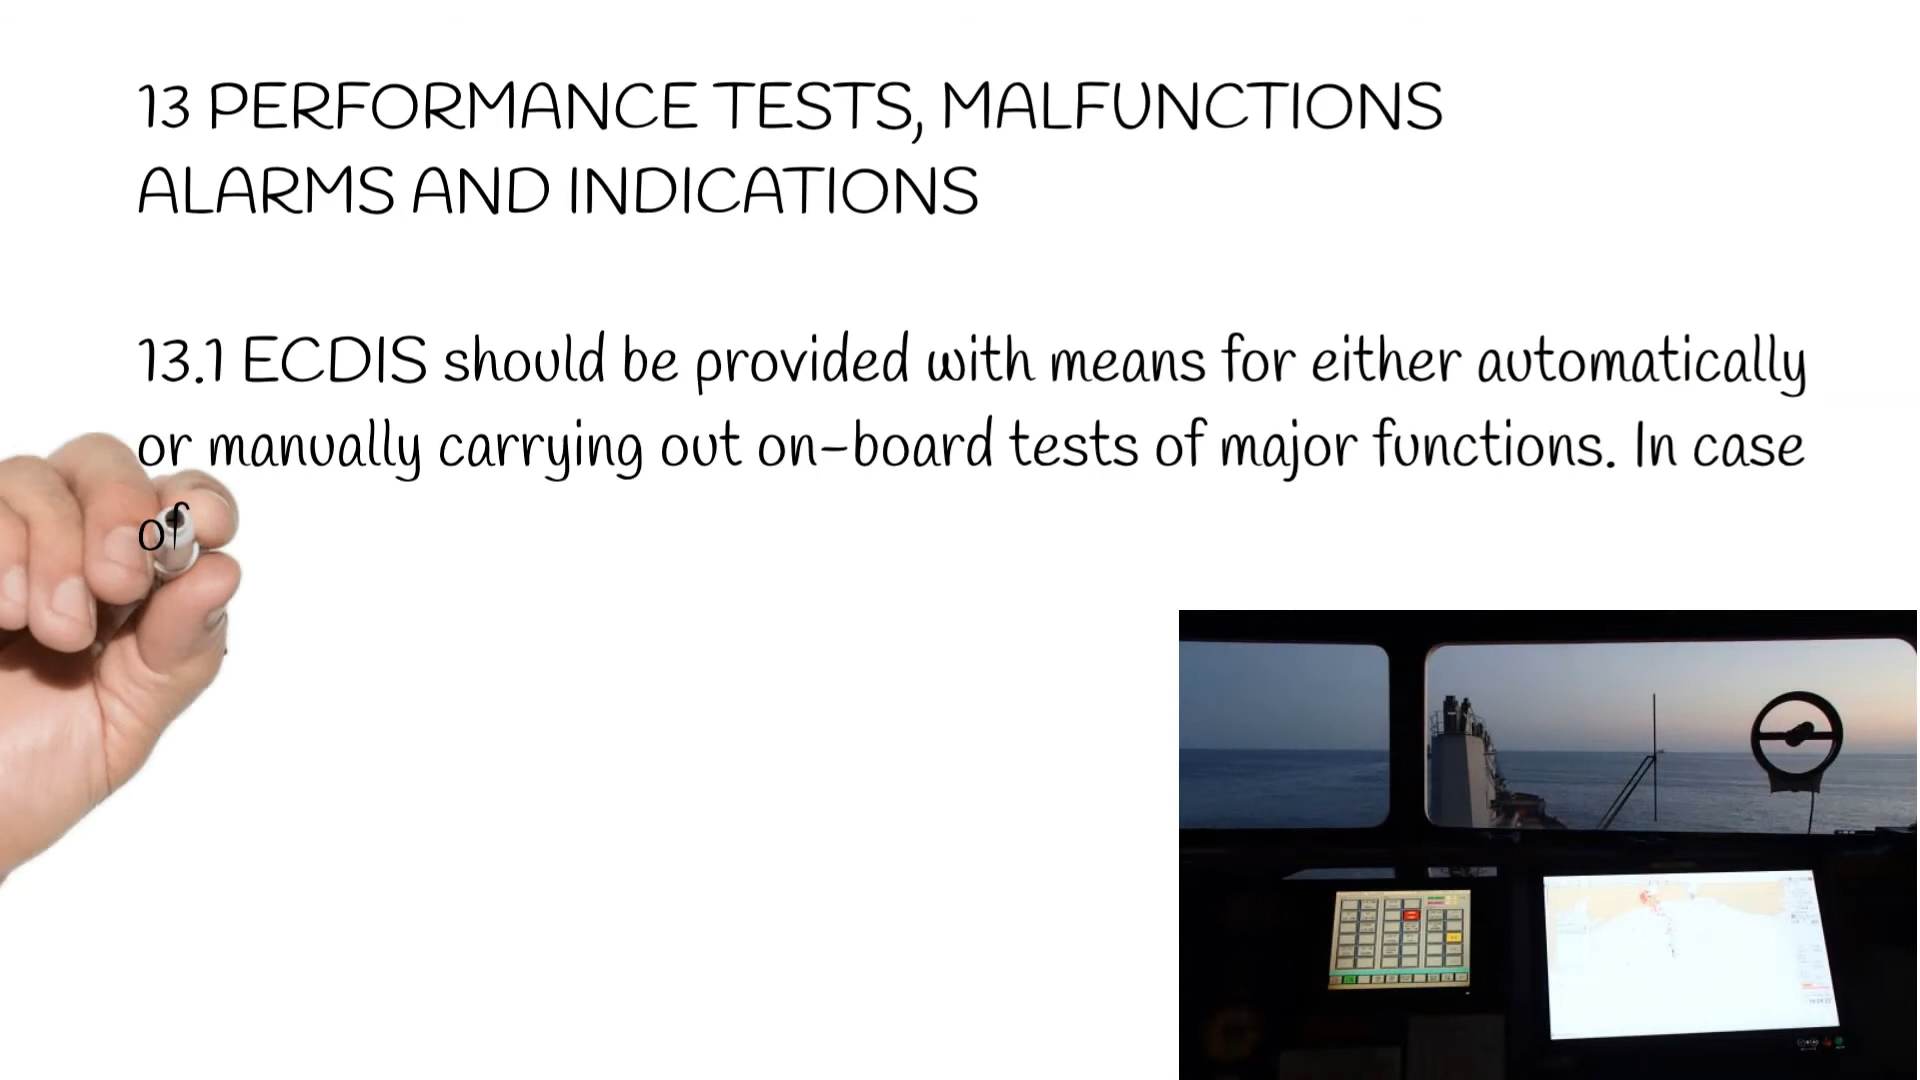 13 PERFORMANCE TESTS, MALFUNCTIONS
ALARMS AND INDICATIONS
13.1 ECDIS should be provided with means for either automatically
or manually carrying out on-board tests of major functions. In case
of